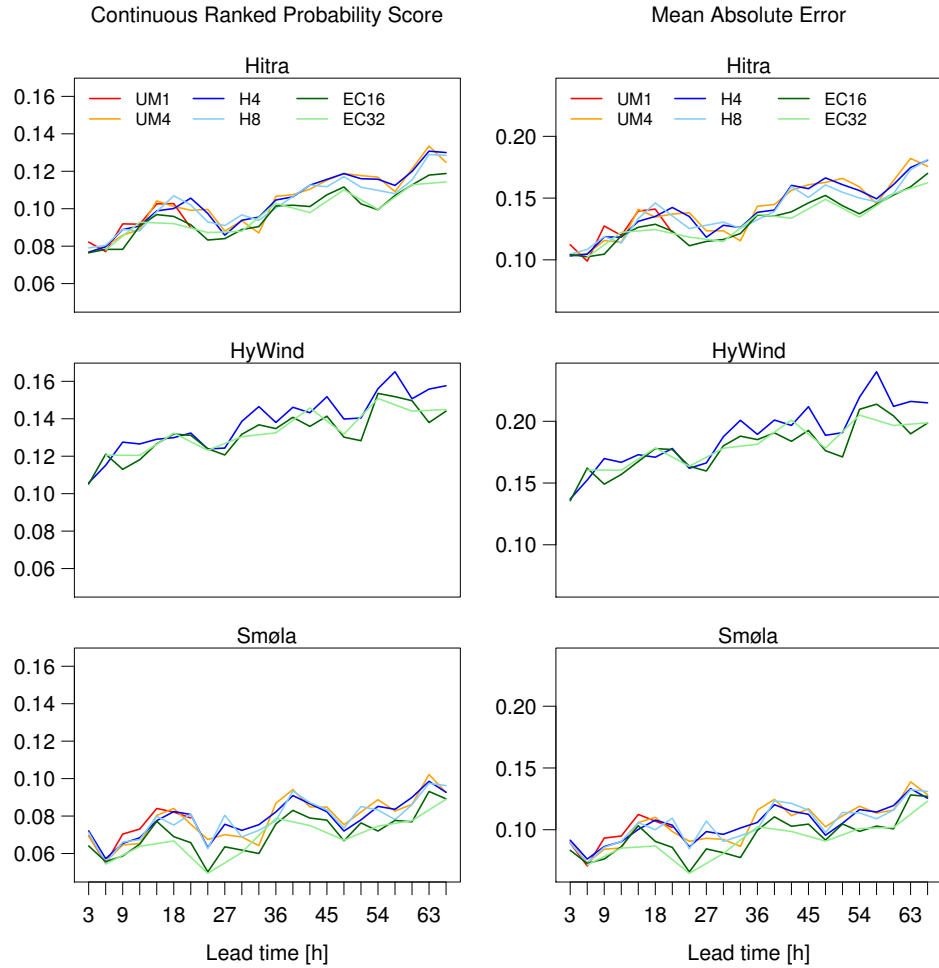 Continuous Ranked Probability Score
Mean Absolute Error
Hitra
Hitra
UM1 H4 EC16
UM4 H8 EC32
UM1 H4 EC16
UM4 H8 EC32
0.16
0.14
0.12
0.10
0.08
0.06
0.20
0.15
0.10
HyWind
HyWind
0.16
0.14
0.12
0.10
0.08
0.06
0.20
0.15
0.10
Smøla
Smøla
0.16
0.14
0.12
0.10
0.08
0.06
0.20
0.15
0.10
3 9 18 27 36 45 54 63
3 9 18 27 36 45 54 63
Lead time [h]
Lead time [h]